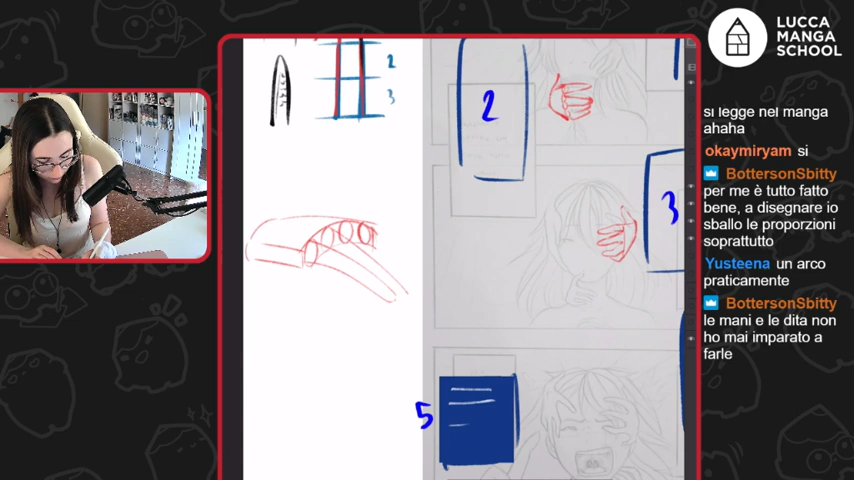 LUCCA
MANGA
SCHOOL
si legge nel manga
ahaha
okaymiryam si
BottersonSbitty
per me è tutto fatto
bene, a disegnare io
sballo le proporzioni
soprattutto
Yusteena un arco
praticamente
BottersonSbitty
le mani e le dita non
ho mai imparato a
farle
2
3
2
3
5